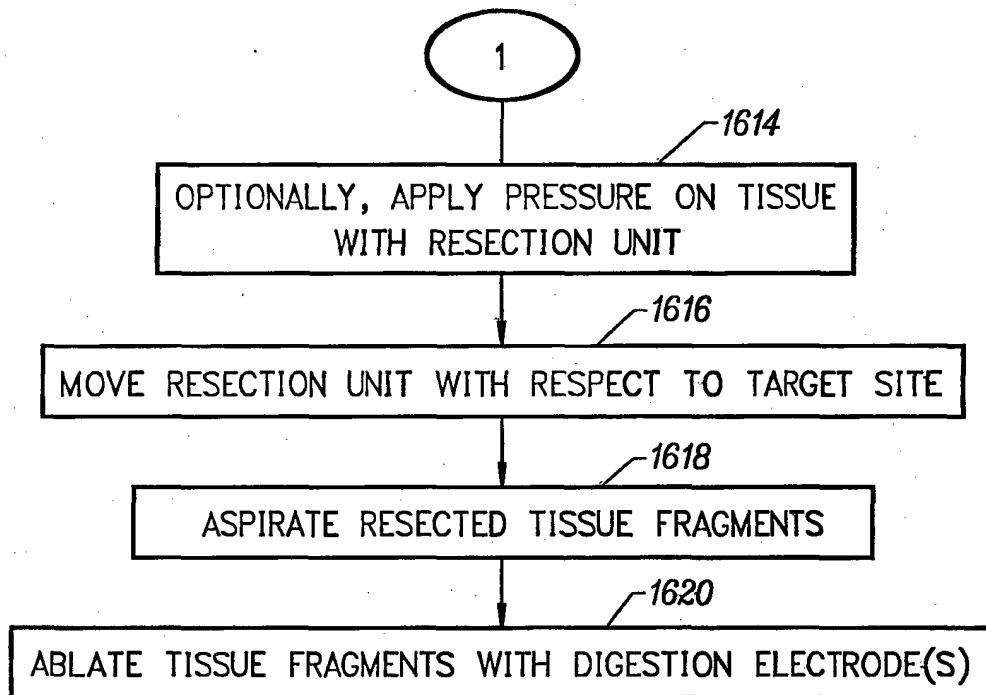 1
1614
OPTIONALLY, APPLY PRESSURE ON TISSUE
WITH RESECTION UNIT
1616
MOVE RESECTION UNIT WITH RESPECT TO TARGET SITE
1618
ASPIRATE RESECTED TISSUE FRAGMENTS
1620
ABLATE TISSUE FRAGMENTS WITH DIGESTION ELECTRODE(S)